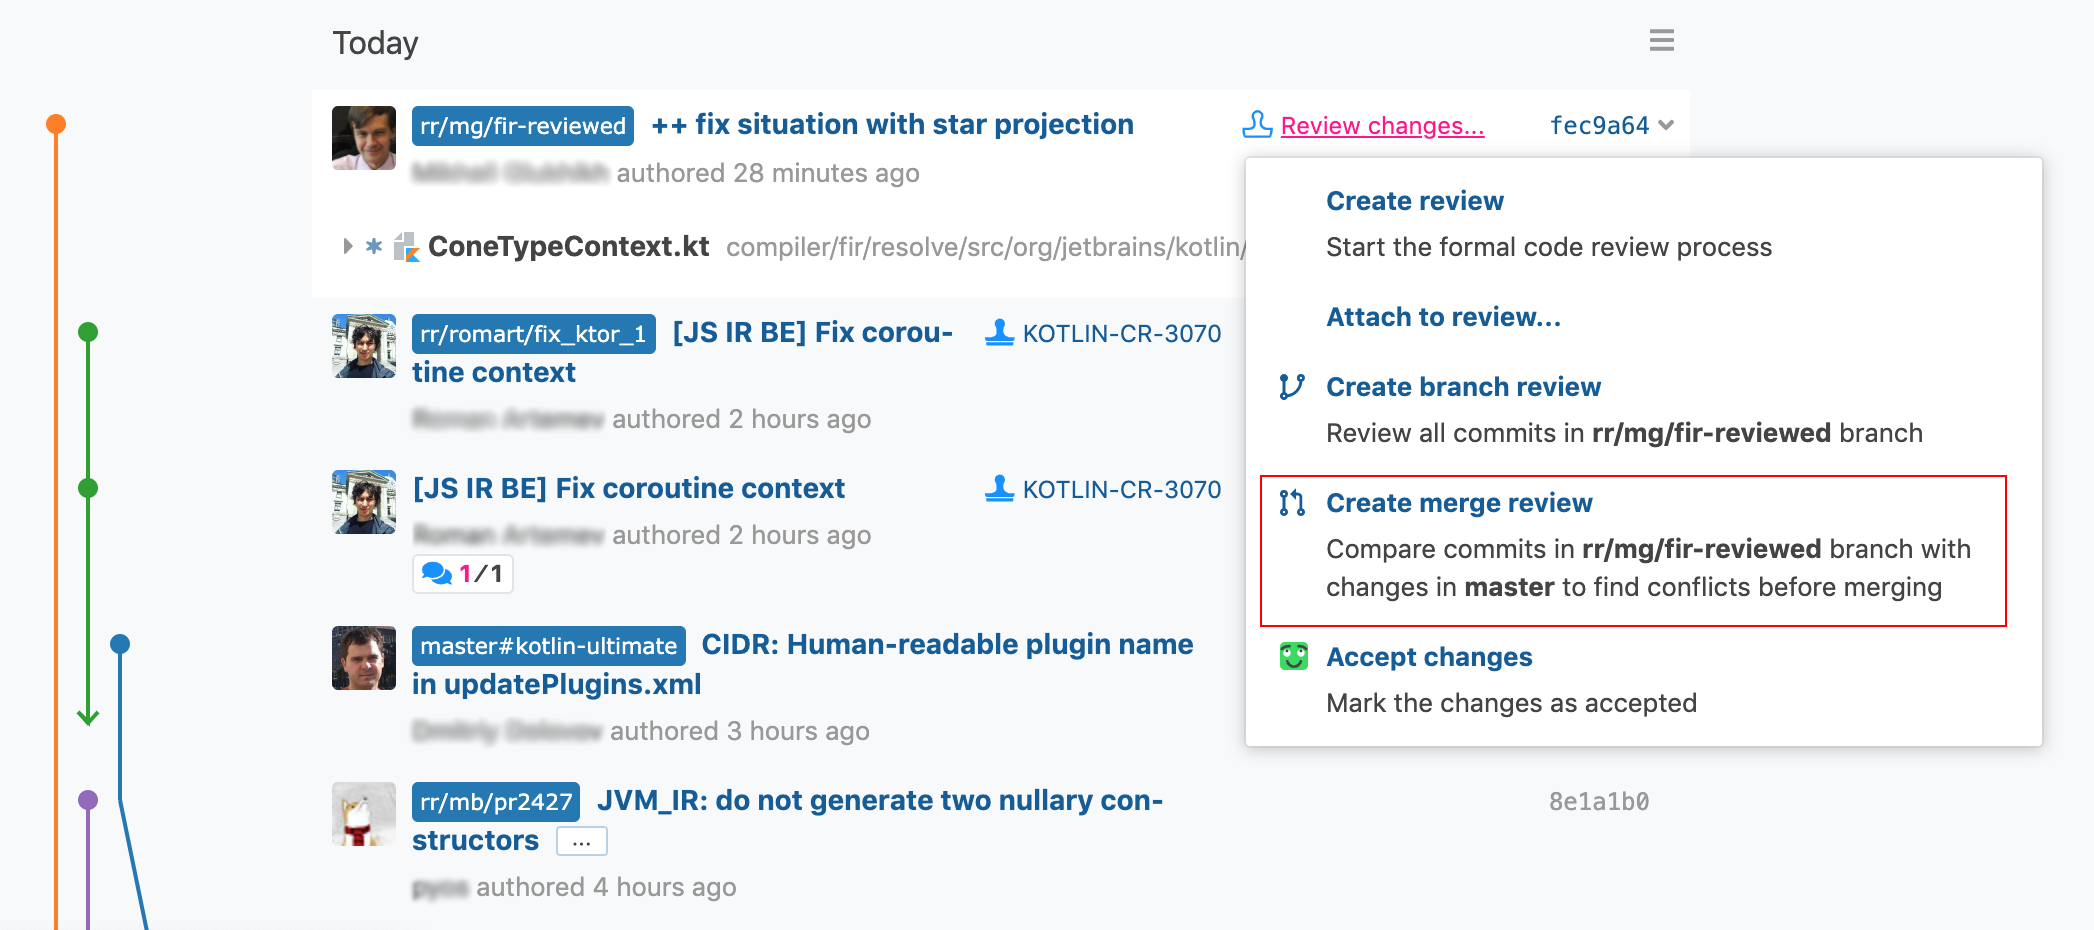 Today
rr/mg/fir-reviewed ++ fix situation with star projection Review changes... fec9a64
authored 28 minutes ago
ConeTypeContext.kt compiler/fir/resolve/src/org/jetbrains/kotlin/
rr/romart/fix_ktor_1 [JS IR BE] Fix corou- KOTLIN-CR-3070
tine context
authored 2 hours ago
[JS IR BE] Fix coroutine context KOTLIN-CR-3070
authored 2 hours ago
1/1
master#kotlin-ultimate CIDR: Human-readable plugin name
in updatePlugins.xml
authored 3 hours ago
rr/mb/pr2427 JVM_IR: do not generate two nullary con- 8e1a1b0
structors ...
authored 4 hours ago
Create review
Start the formal code review process
Attach to review...
Create branch review
Review all commits in rr/mg/fir-reviewed branch
Create merge review
Compare commits in rr/mg/fir-reviewed branch with
changes in master to find conflicts before merging
Accept changes
Mark the changes as accepted